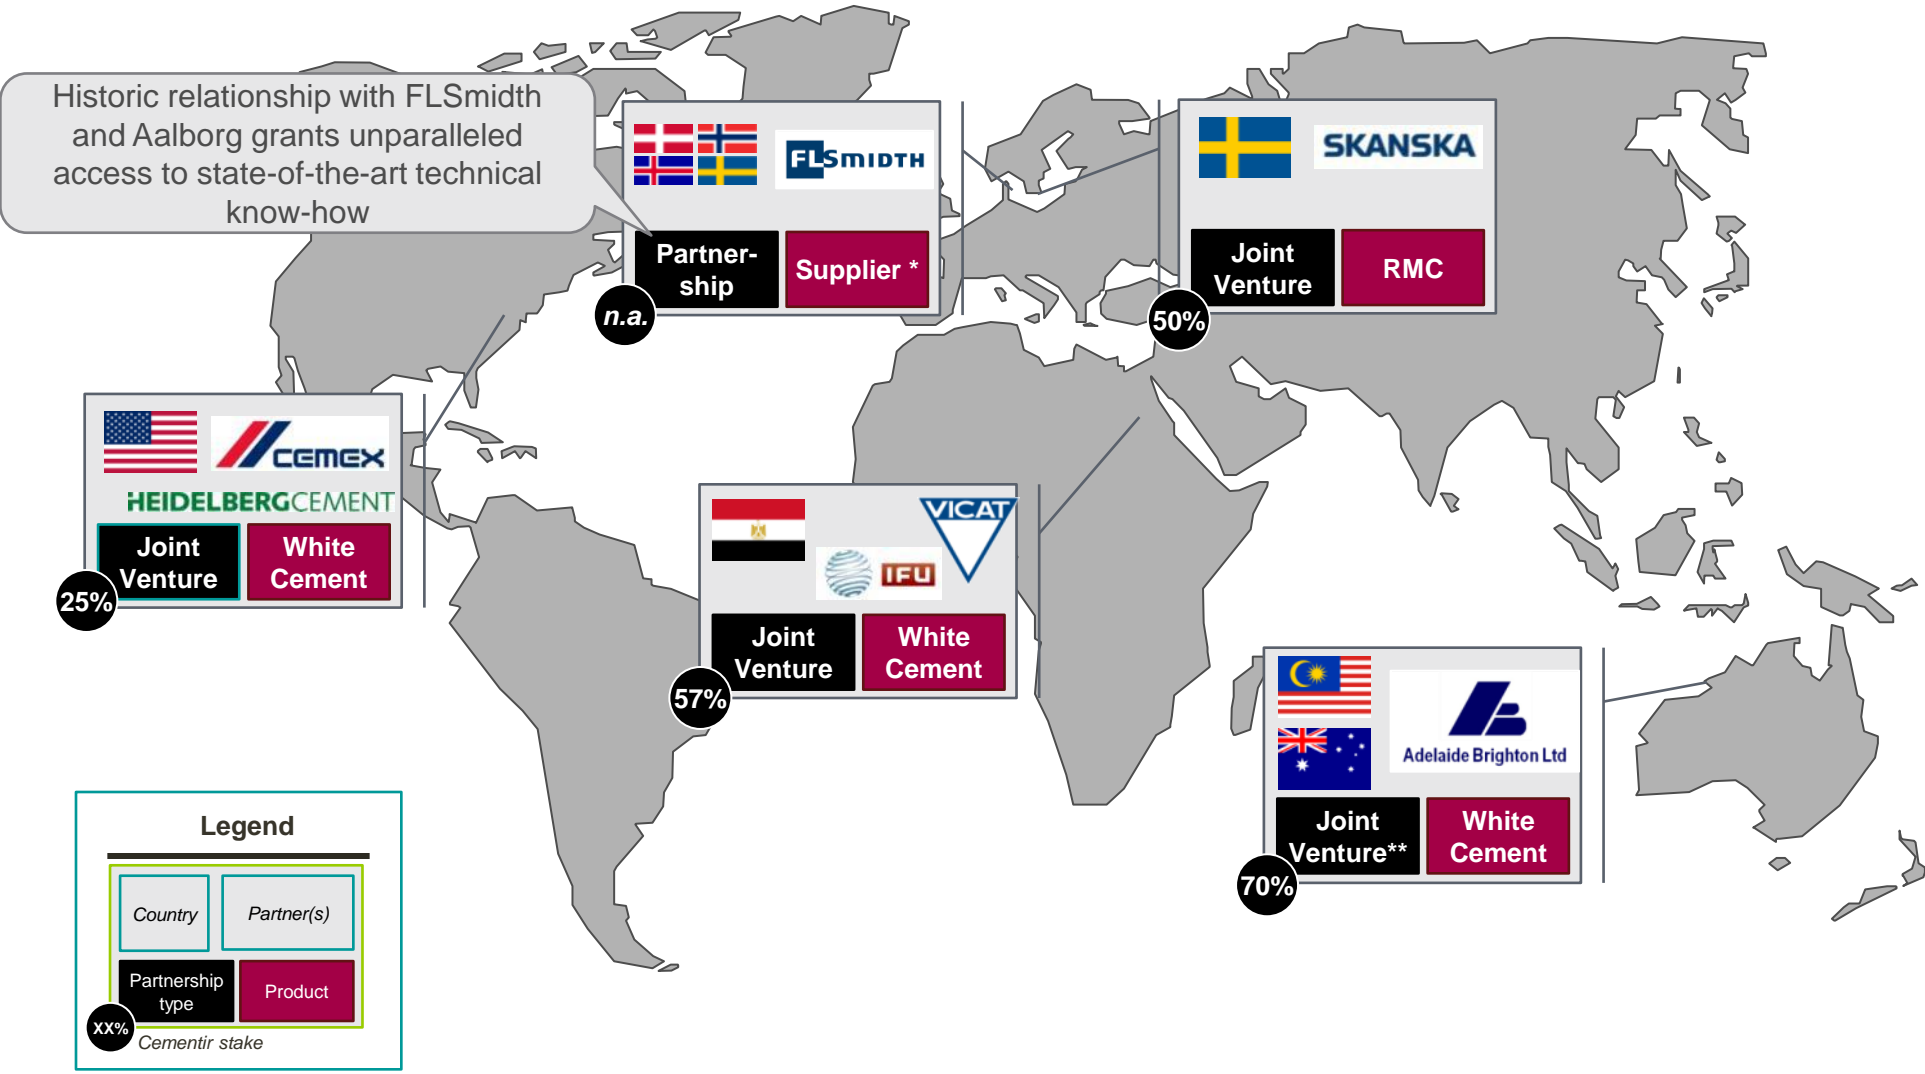 Historic relationship with FLSmidth
and Aalborg grants unparalleled
access to state-of-the-art technical
know-how
FLSMIDTH
Partner-
ship
Supplier *
n.a.
SKANSKA
Joint
Venture
RMC
50%
CEMEX
HEIDELBERGCEMENT
Joint
Venture
White
Cement
25%
VICAT
IFU
Joint
Venture
White
Cement
57%
Adelaide Brighton Ltd
Joint
Venture**
White
Cement
70%
Legend
Country
Partner(s)
Partnership
type
Product
XX%
Cementir stake